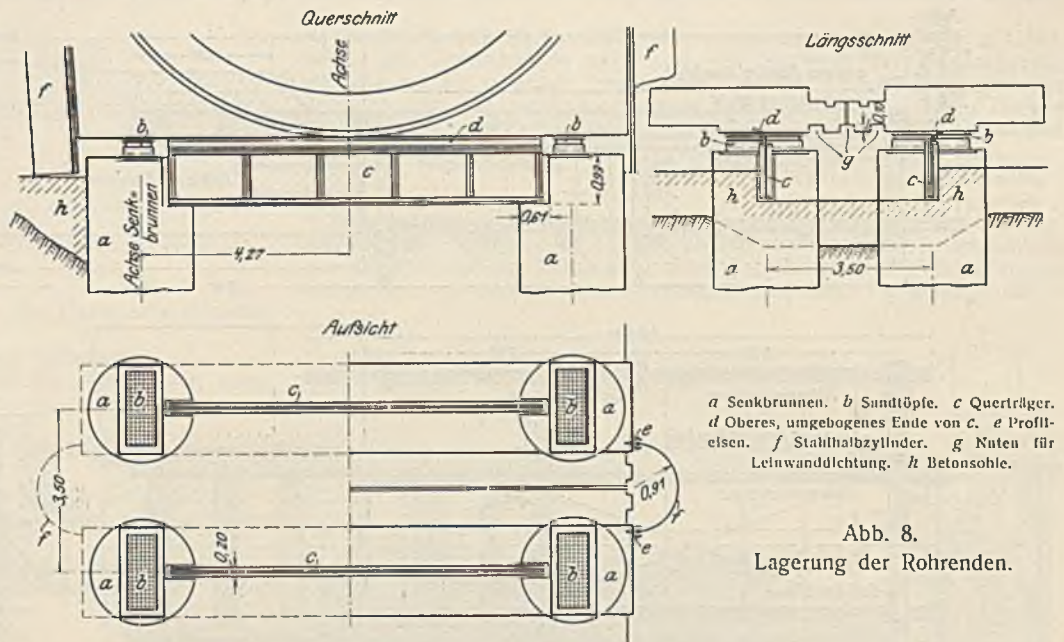 Querschnitt
Längsschnitt
Achse
f
f
b
d
b
c
0,99
0,61
h
a
Achse Senk=
brunnen
4,27
a
d
d
b
b
g
c
c
h
h
a
3,50
a
Aufsicht
a
b
c
b
a
e
3,50
f
0,91
f
0,20
e
a
b
c
b
a
a Senkbrunnen. b Sandtöpfe. c Querträger.
d Oberes, umgebogenes Ende von c. e Profil-
eisen. f Stahlhalbzylinder. g Nuten für
Leinwanddichtung. h Betonsohle.
Abb. 8.
Lagerung der Rohrenden.